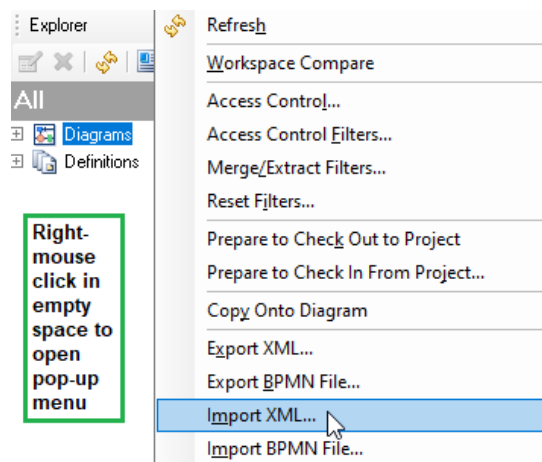 Explorer
All
Diagrams
Definitions
Right-
mouse
click in
empty
space to
open
pop-up
menu
Refresh
Workspace Compare
Access Control...
Access Control Filters...
Merge/Extract Filters...
Reset Filters...
Prepare to Check Out to Project
Prepare to Check In From Project...
Copy Onto Diagram
Export XML...
Export BPMN File...
Import XML...
Import BPMN File...